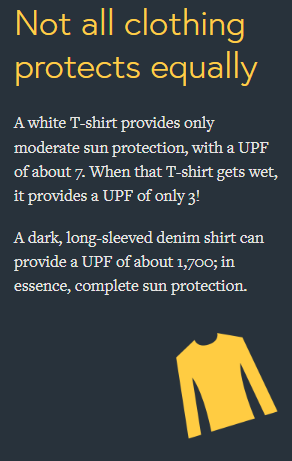 Not all clothing
protects equally
A white T-shirt provides only
moderate sun protection, with a UPF
of about 7. When that T-shirt gets wet,
it provides a UPF of only 3!
A dark, long-sleeved denim shirt can
provide a UPF of about 1,700; in
essence, complete sun protection.